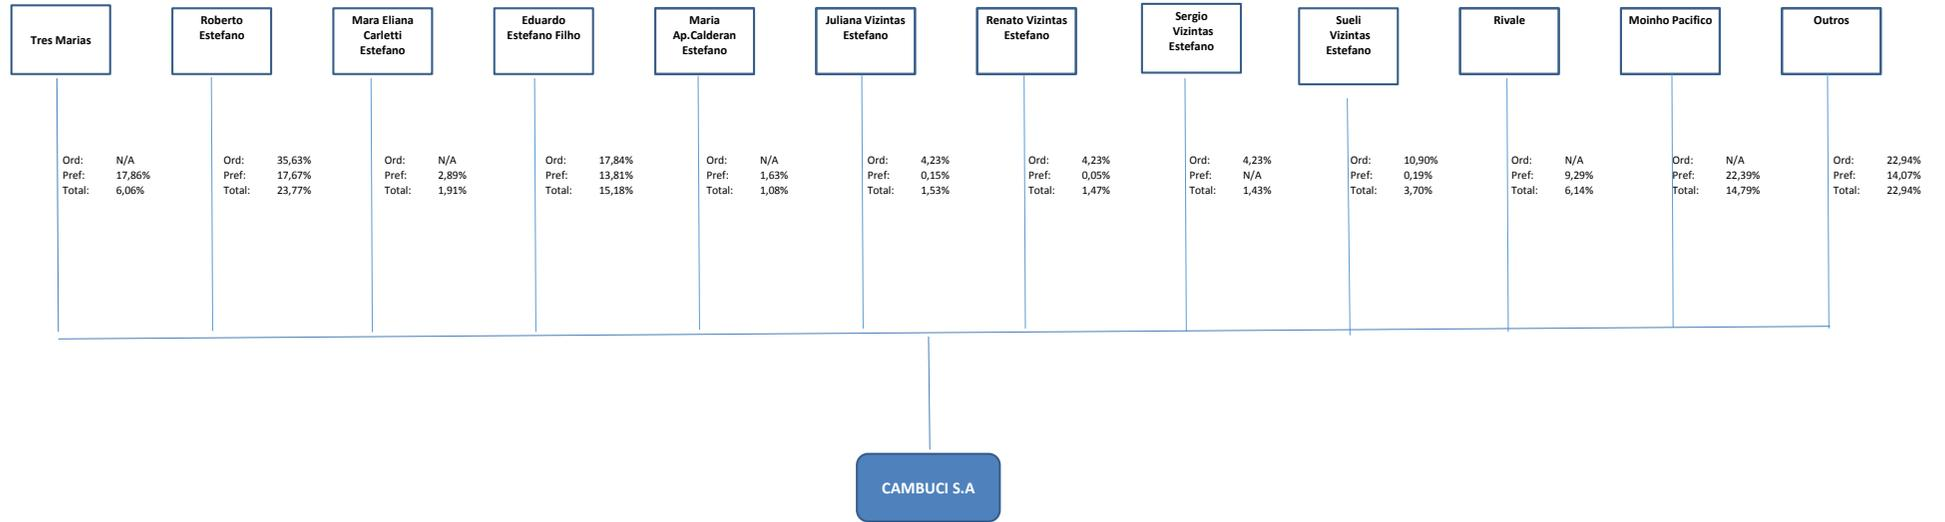 Tres Marias
Roberto
Estefano
Mara Eliana
Carletti
Estefano
Eduardo
Estefano Filho
Maria
Ap.Calderan
Estefano
Juliana Vizintas
Estefano
Renato Vizintas
Estefano
Sergio
Vizintas
Estefano
Sueli
Vizintas
Estefano
Rivale
Moinho Pacifico
Outros
Ord: N/A
Pref: 17,86%
Total: 6,06%
Ord: 35,63%
Pref: 17,67%
Total: 23,77%
Ord: N/A
Pref: 2,89%
Total: 1,91%
Ord: 17,84%
Pref: 13,81%
Total: 15,18%
Ord: N/A
Pref: 1,63%
Total: 1,08%
Ord: 4,23%
Pref: 0,15%
Total: 1,53%
Ord: 4,23%
Pref: 0,05%
Total: 1,47%
Ord: 4,23%
Pref: N/A
Total: 1,43%
Ord: 10,90%
Pref: 0,19%
Total: 3,70%
Ord: N/A
Pref: 9,29%
Total: 6,14%
Ord: N/A
Pref: 22,39%
Total: 14,79%
Ord: 22,94%
Pref: 14,07%
Total: 22,94%
CAMBUCI S.A